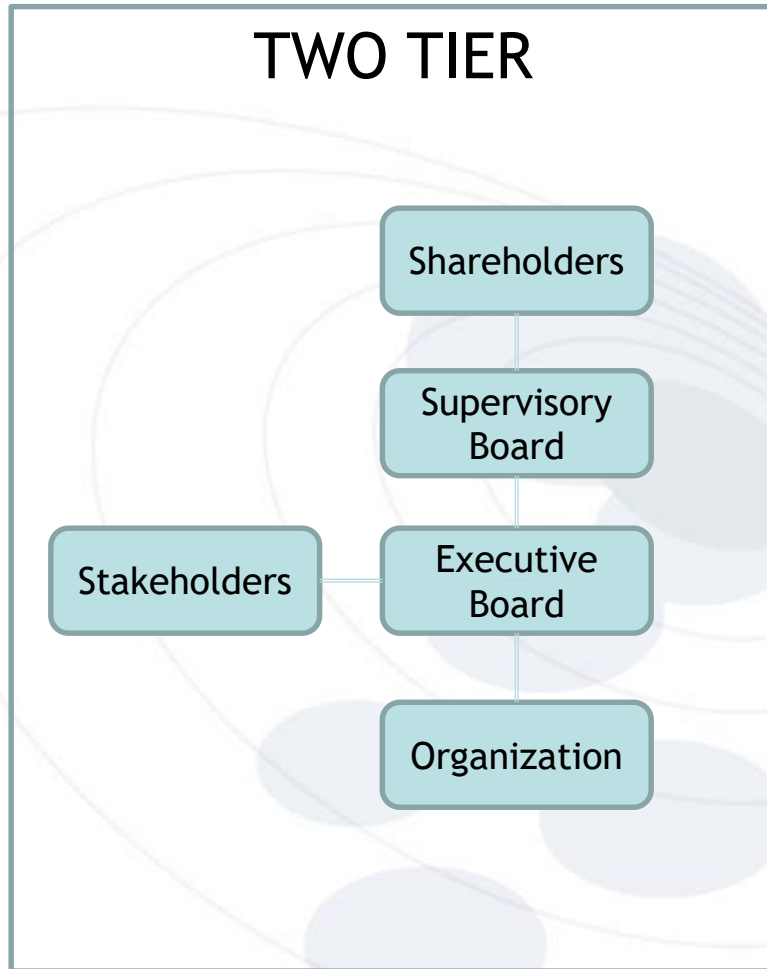 TWO TIER
Shareholders
Supervisory
Board
Stakeholders
Executive
Board
Organization